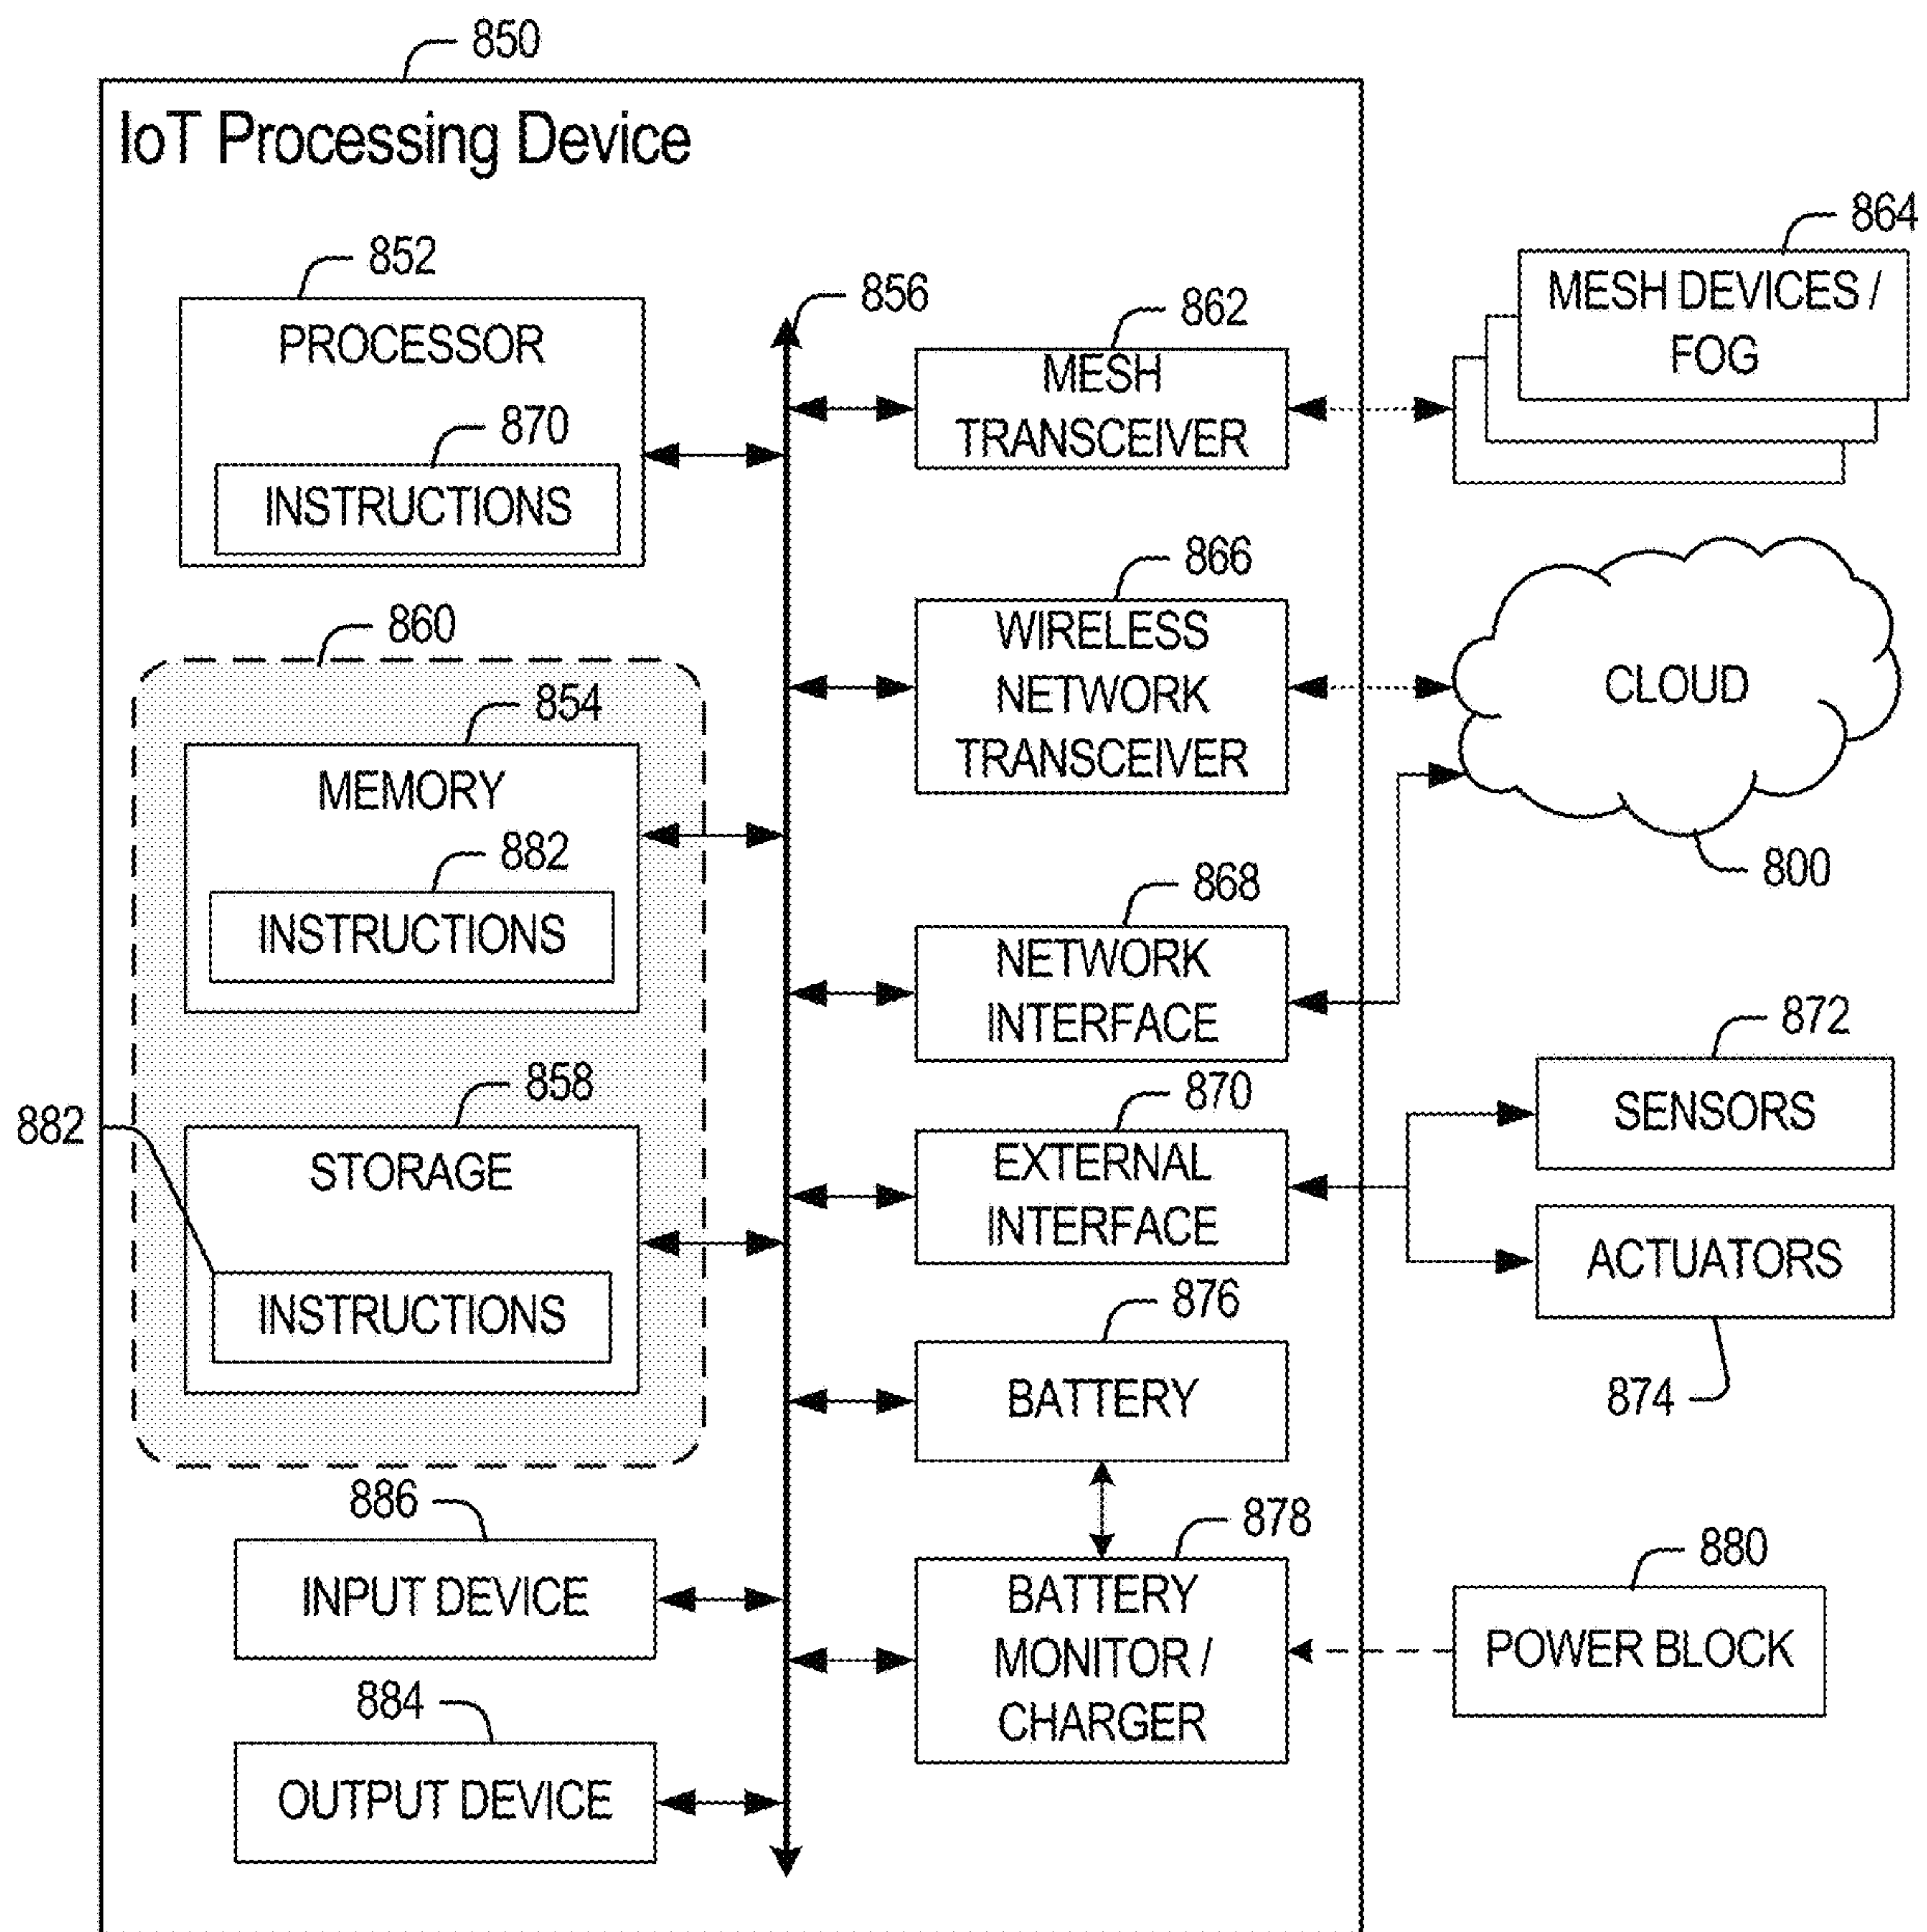 850
IoT Processing Device
852
PROCESSOR
870
INSTRUCTIONS
860
854
MEMORY
882
INSTRUCTIONS
858
882
STORAGE
INSTRUCTIONS
886
INPUT DEVICE
884
OUTPUT DEVICE
856
862
MESH
TRANSCEIVER
866
WIRELESS
NETWORK
TRANSCEIVER
868
NETWORK
INTERFACE
870
EXTERNAL
INTERFACE
876
BATTERY
878
BATTERY
MONITOR /
CHARGER
864
MESH DEVICES /
FOG
CLOUD
800
872
SENSORS
ACTUATORS
874
880
POWER BLOCK